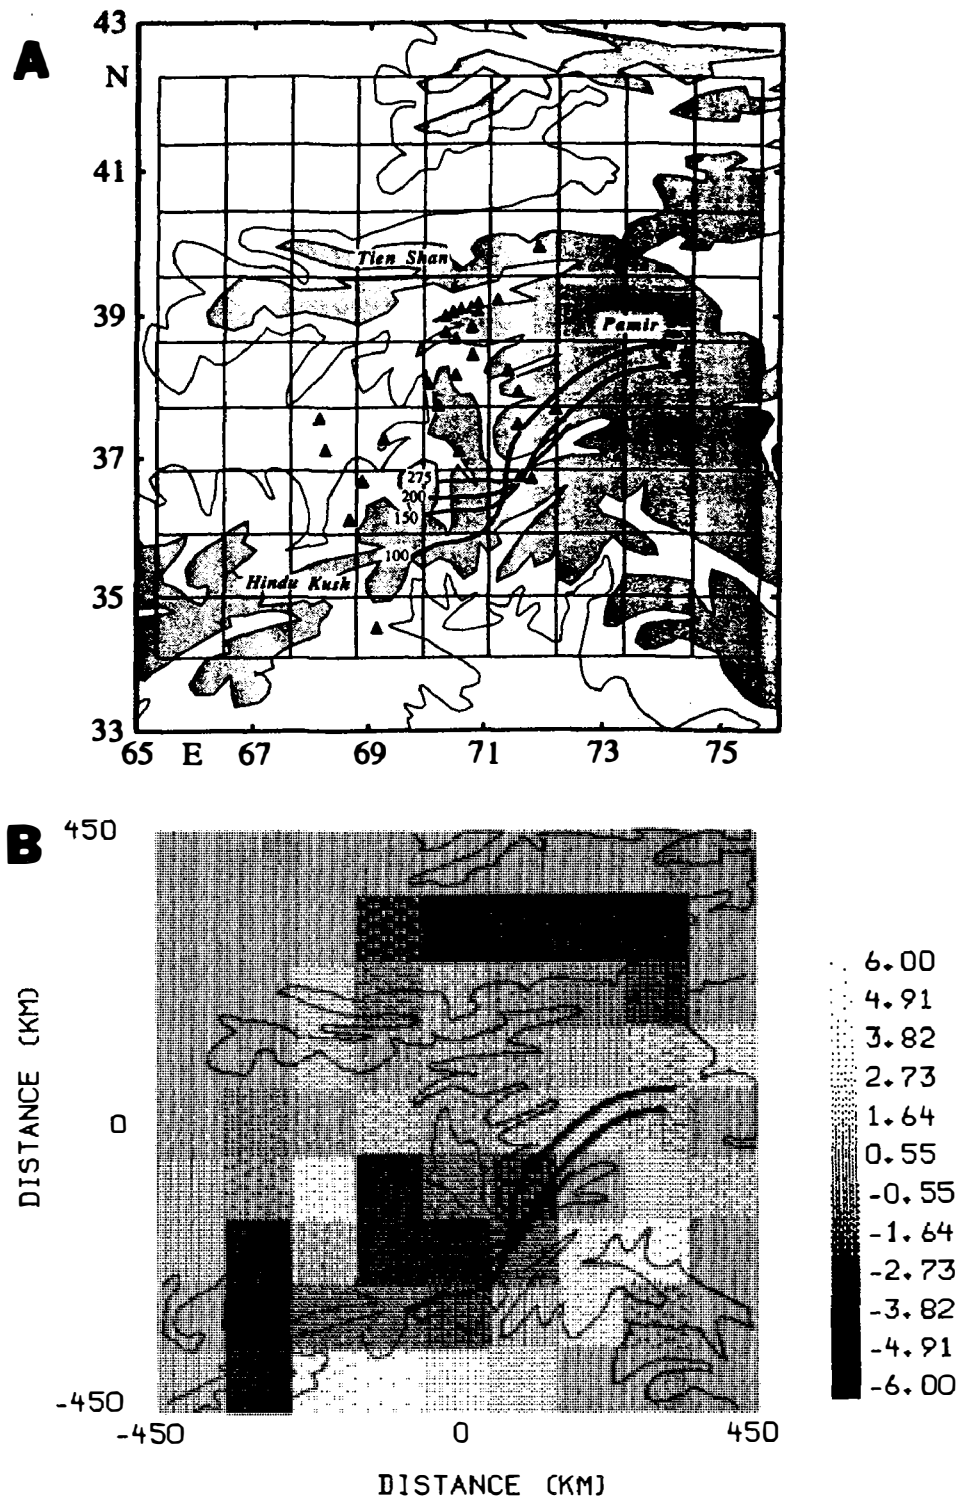 A
43
N
41
39
37
35
33
65 E 67 69 71 73 75
Tien Shan
Pamir
275
200
150
100
Hindu Kush
B
450
0
-450
DISTANCE (KM)
-450 0 450
DISTANCE (KM)
6.00
4.91
3.82
2.73
1.64
0.55
-0.55
-1.64
-2.73
-3.82
-4.91
-6.00